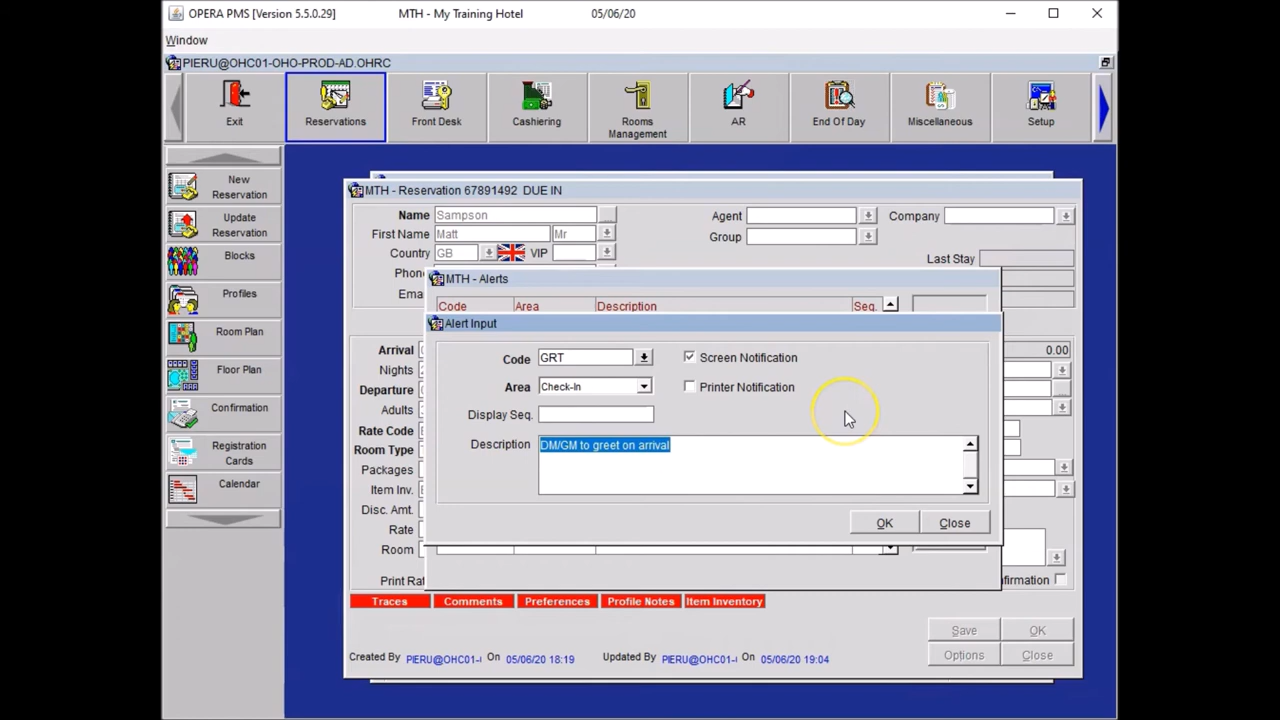 OPERA PMS [Version 5.5.0.29] MTH - My Training Hotel 05/06/20
Window
PIERU@OHC01-OHO-PROD-AD.OHRC
Exit
Reservations
Front Desk
Cashiering
Rooms Management
AR
End Of Day
Miscellaneous
Setup
New Reservation
Update Reservation
Blocks
Profiles
Room Plan
Floor Plan
Confirmation
Registration Cards
Calendar
MTH - Reservation 67891492 DUE IN
Name Sampson ... Agent Company
First Name Matt Mr Group
Country GB VIP Last Stay
Phon
Emai
MTH - Alerts
Code Area Description Seq.
Alert Input
Code GRT Screen Notification
Area Check-In Printer Notification
Display Seq.
Description DM/GM to greet on arrival
OK Close
Arrival 0.00
Nights
Departure
Adults
Rate Code
Room Type
Packages
Item Inv.
Disc. Amt.
Rate
Room
Print Rat nfirmation
Traces Comments Preferences Profile Notes Item Inventory
Save OK
Options Close
Created By PIERU@OHC01- On 05/06/20 18:19 Updated By PIERU@OHC01- On 05/06/20 19:04